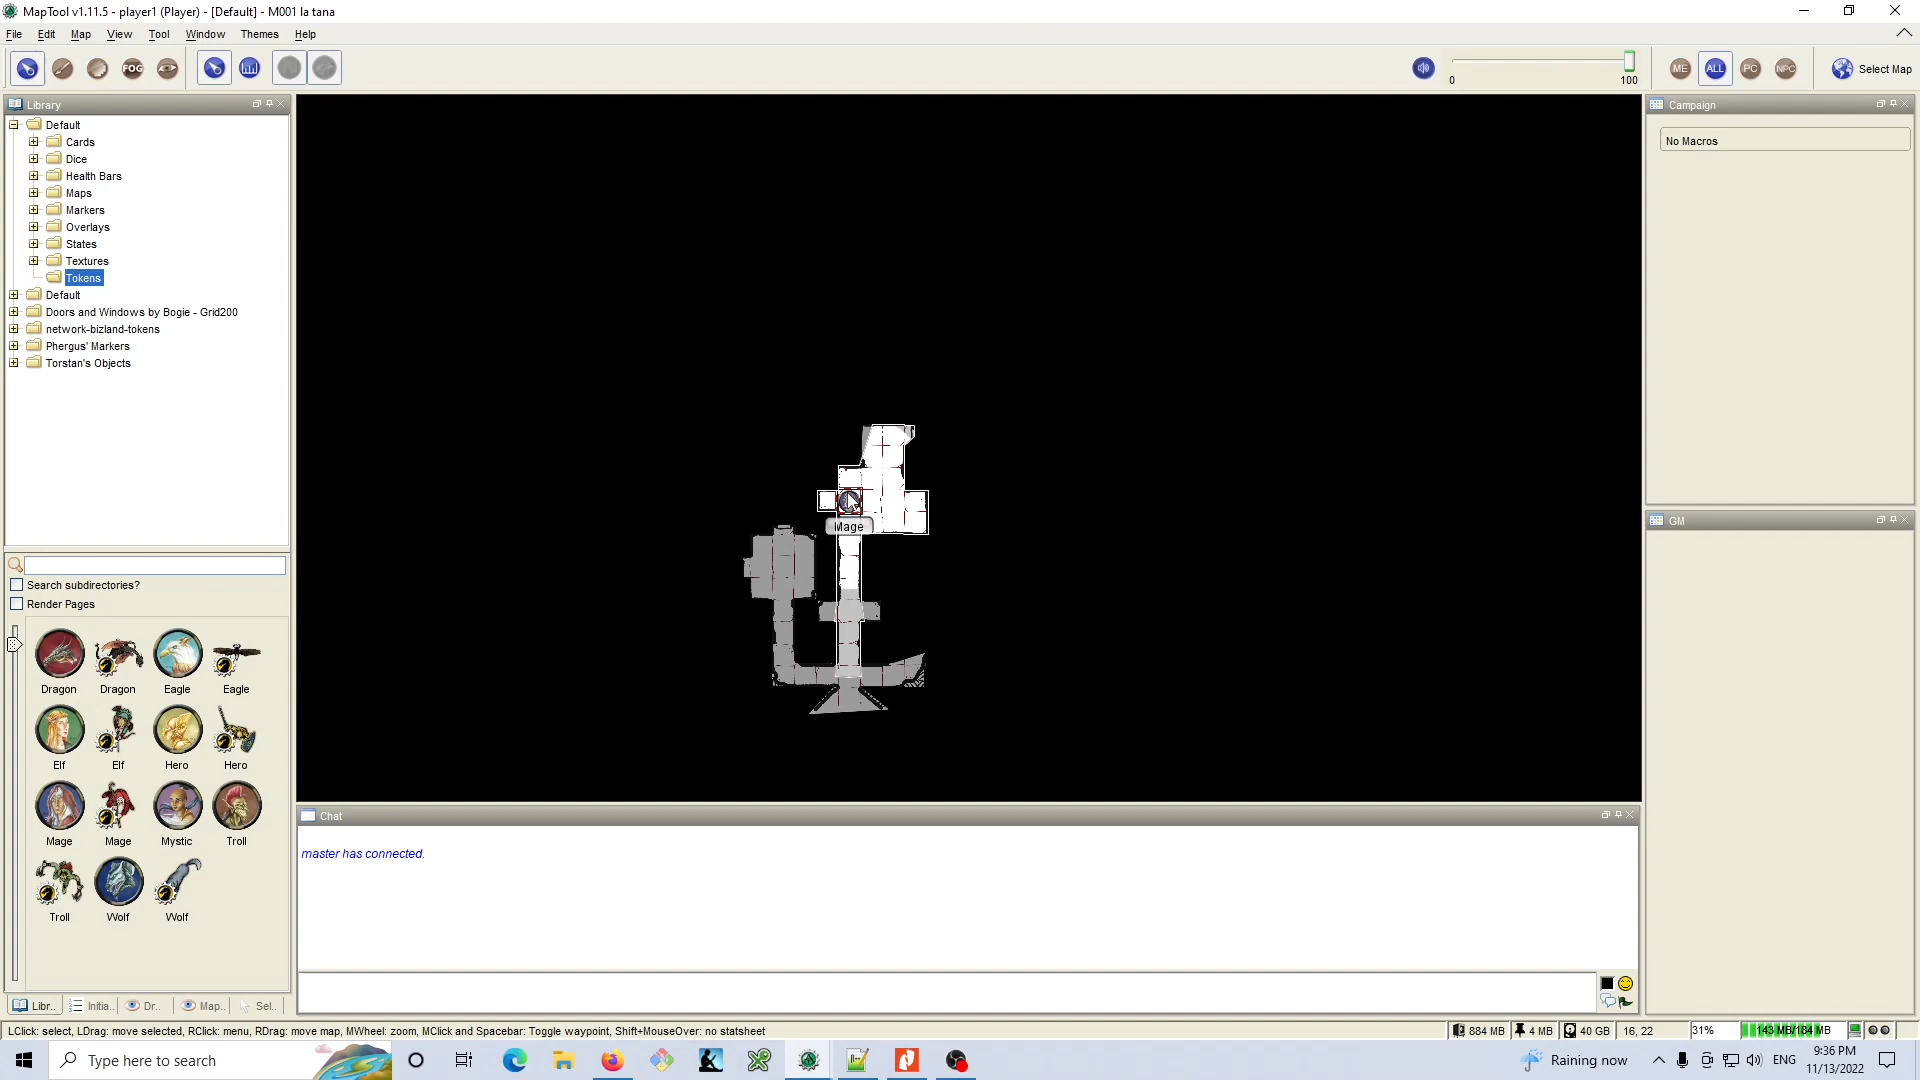 MapTool v1.11.5 - player1 (Player) - [Default] - M001 la tana
File Edit Map View Tool Window Themes Help
FOG
0 100
ME ALL PC NPC Select Map
Library
Default
Cards
Dice
Health Bars
Maps
Markers
Overlays
States
Textures
Tokens
Default
Doors and Windows by Bogie - Grid200
network-bizland-tokens
Phergus' Markers
Torstan's Objects
Search subdirectories?
Render Pages
Dragon Dragon Eagle Eagle
Elf Elf Hero Hero
Mage Mage Mystic Troll
Troll Wolf Wolf
Libr.. Initia.. Dr.. Map.. Sel..
Mage
Chat
master has connected.
Campaign
No Macros
GM
LClick: select, LDrag: move selected, RClick: menu, RDrag: move map, MWheel: zoom, MClick and Spacebar: Toggle waypoint, Shift+MouseOver: no statsheet
884 MB 4 MB 40 GB 16, 22 31% 143 MB/184 MB
Type here to search
Raining now
ENG
9:36 PM
11/13/2022